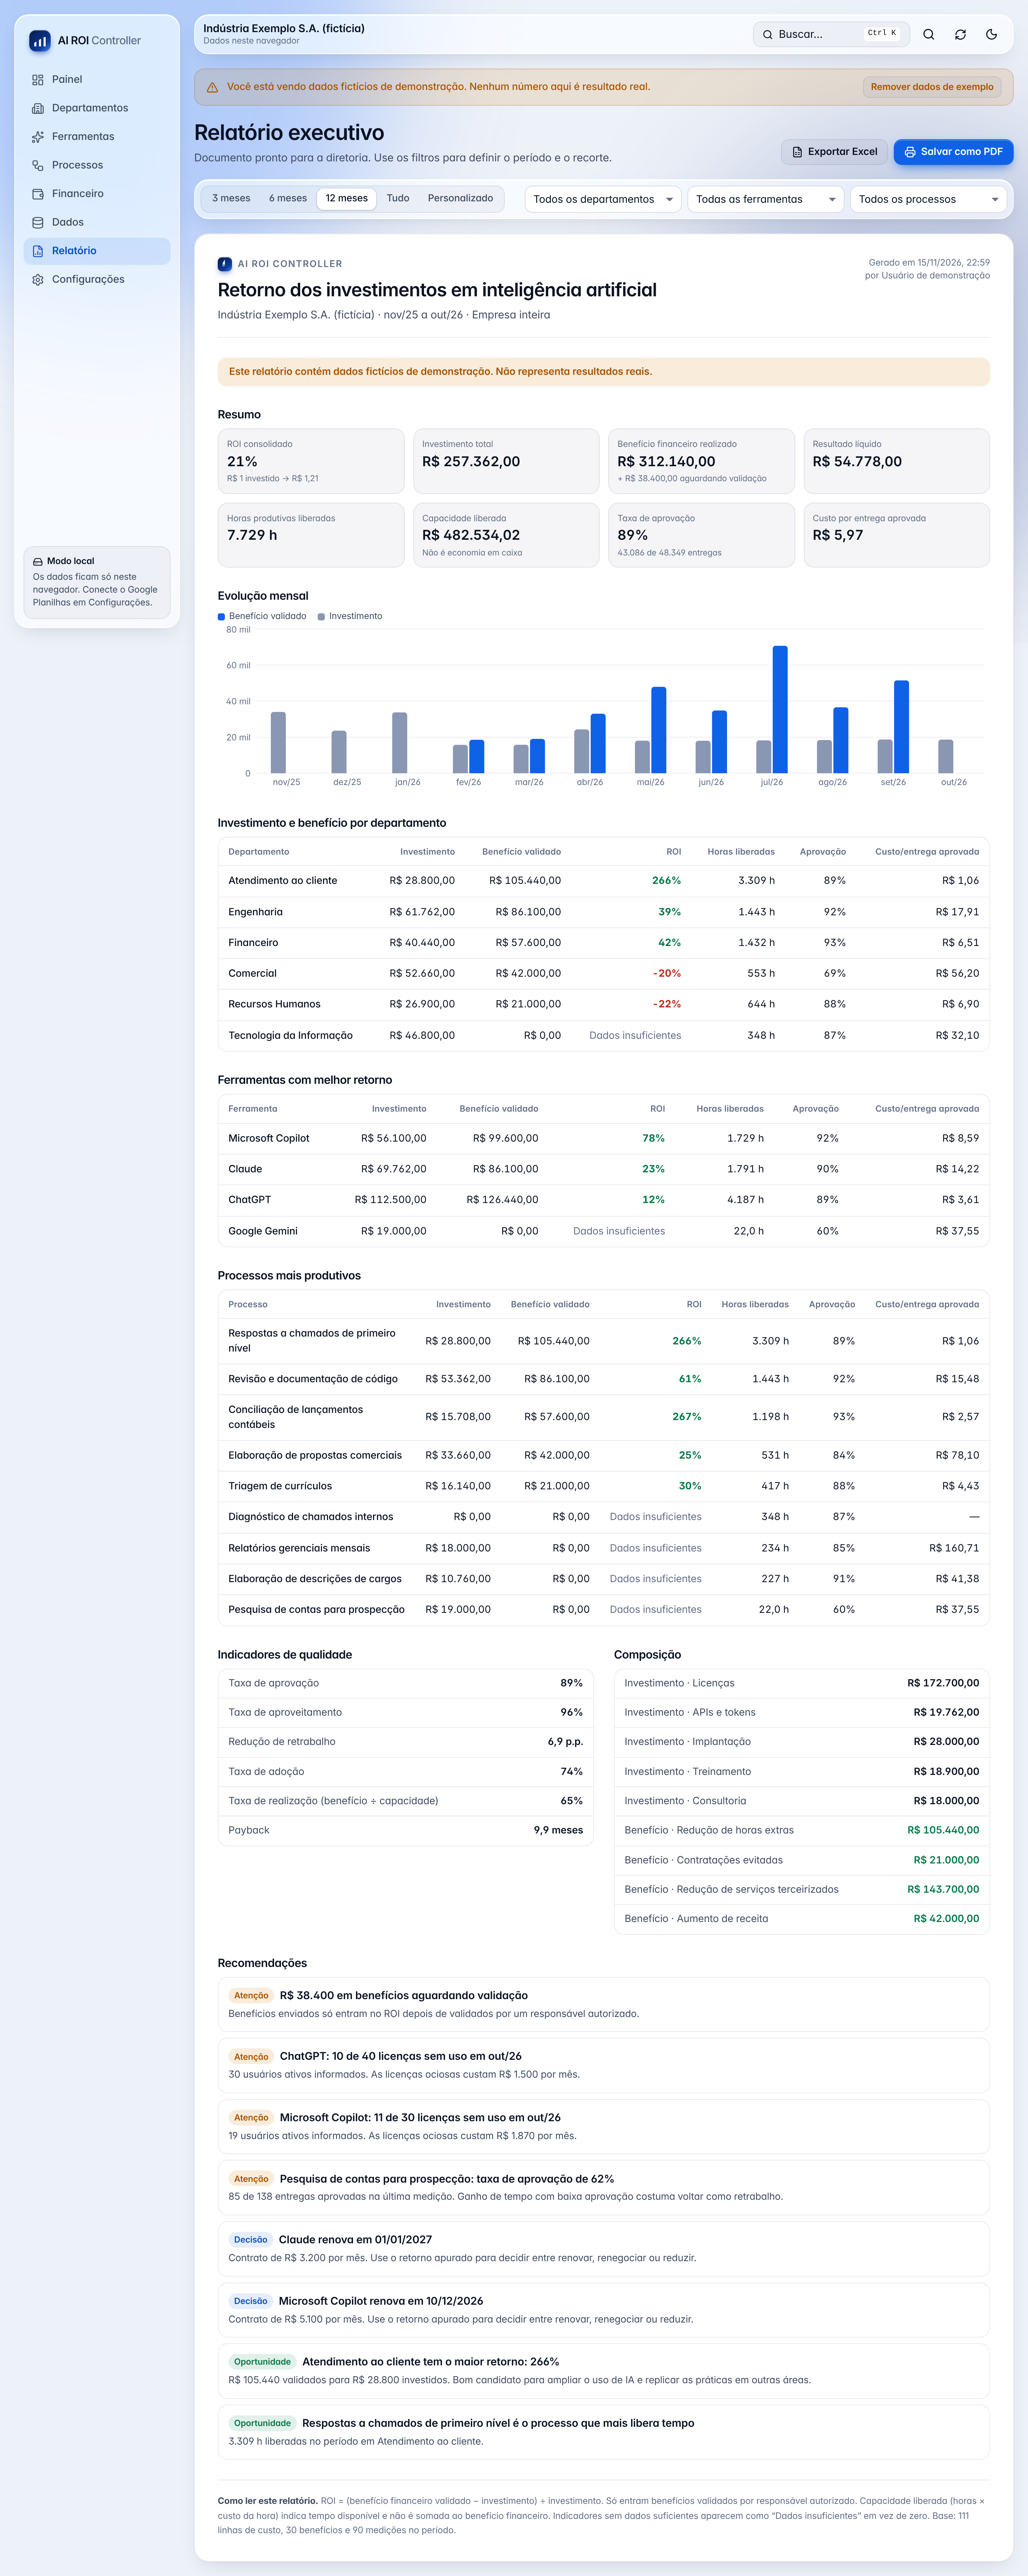 AI ROI Controller
Painel
Departamentos
Ferramentas
Processos
Financeiro
Dados
Relatório
Configurações
Modo local
Os dados ficam só neste
navegador. Conecte o Google
Planilhas em Configurações.
Indústria Exemplo S.A. (fictícia)
Dados neste navegador
Buscar... Ctrl K
Você está vendo dados fictícios de demonstração. Nenhum número aqui é resultado real.
Remover dados de exemplo
Relatório executivo
Documento pronto para a diretoria. Use os filtros para definir o período e o recorte.
Exportar Excel
Salvar como PDF
3 meses 6 meses 12 meses Tudo Personalizado
Todos os departamentos
Todas as ferramentas
Todos os processos
AI ROI CONTROLLER
Retorno dos investimentos em inteligência artificial
Indústria Exemplo S.A. (fictícia) · nov/25 a out/26 · Empresa inteira
Gerado em 15/11/2026, 22:59
por Usuário de demonstração
Este relatório contém dados fictícios de demonstração. Não representa resultados reais.
Resumo
ROI consolidado
21%
R$ 1 investido → R$ 1,21
Investimento total
R$ 257.362,00
Benefício financeiro realizado
R$ 312.140,00
+ R$ 38.400,00 aguardando validação
Resultado líquido
R$ 54.778,00
Horas produtivas liberadas
7.729 h
Capacidade liberada
R$ 482.534,02
Não é economia em caixa
Taxa de aprovação
89%
43.086 de 48.349 entregas
Custo por entrega aprovada
R$ 5,97
Evolução mensal
Benefício validado Investimento
80 mil
60 mil
40 mil
20 mil
0
nov/25 dez/25 jan/26 fev/26 mar/26 abr/26 mai/26 jun/26 jul/26 ago/26 set/26 out/26
Investimento e benefício por departamento
Departamento Investimento Benefício validado ROI Horas liberadas Aprovação Custo/entrega aprovada
Atendimento ao cliente R$ 28.800,00 R$ 105.440,00 266% 3.309 h 89% R$ 1,06
Engenharia R$ 61.762,00 R$ 86.100,00 39% 1.443 h 92% R$ 17,91
Financeiro R$ 40.440,00 R$ 57.600,00 42% 1.432 h 93% R$ 6,51
Comercial R$ 52.660,00 R$ 42.000,00 -20% 553 h 69% R$ 56,20
Recursos Humanos R$ 26.900,00 R$ 21.000,00 -22% 644 h 88% R$ 6,90
Tecnologia da Informação R$ 46.800,00 R$ 0,00 Dados insuficientes 348 h 87% R$ 32,10
Ferramentas com melhor retorno
Ferramenta Investimento Benefício validado ROI Horas liberadas Aprovação Custo/entrega aprovada
Microsoft Copilot R$ 56.100,00 R$ 99.600,00 78% 1.729 h 92% R$ 8,59
Claude R$ 69.762,00 R$ 86.100,00 23% 1.791 h 90% R$ 14,22
ChatGPT R$ 112.500,00 R$ 126.440,00 12% 4.187 h 89% R$ 3,61
Google Gemini R$ 19.000,00 R$ 0,00 Dados insuficientes 22,0 h 60% R$ 37,55
Processos mais produtivos
Processo Investimento Benefício validado ROI Horas liberadas Aprovação Custo/entrega aprovada
Respostas a chamados de primeiro
nível R$ 28.800,00 R$ 105.440,00 266% 3.309 h 89% R$ 1,06
Revisão e documentação de código R$ 53.362,00 R$ 86.100,00 61% 1.443 h 92% R$ 15,48
Conciliação de lançamentos
contábeis R$ 15.708,00 R$ 57.600,00 267% 1.198 h 93% R$ 2,57
Elaboração de propostas comerciais R$ 33.660,00 R$ 42.000,00 25% 531 h 84% R$ 78,10
Triagem de currículos R$ 16.140,00 R$ 21.000,00 30% 417 h 88% R$ 4,43
Diagnóstico de chamados internos R$ 0,00 R$ 0,00 Dados insuficientes 348 h 87% —
Relatórios gerenciais mensais R$ 18.000,00 R$ 0,00 Dados insuficientes 234 h 85% R$ 160,71
Elaboração de descrições de cargos R$ 10.760,00 R$ 0,00 Dados insuficientes 227 h 91% R$ 41,38
Pesquisa de contas para prospecção R$ 19.000,00 R$ 0,00 Dados insuficientes 22,0 h 60% R$ 37,55
Indicadores de qualidade
Taxa de aprovação 89%
Taxa de aproveitamento 96%
Redução de retrabalho 6,9 p.p.
Taxa de adoção 74%
Taxa de realização (benefício ÷ capacidade) 65%
Payback 9,9 meses
Composição
Investimento · Licenças R$ 172.700,00
Investimento · APIs e tokens R$ 19.762,00
Investimento · Implantação R$ 28.000,00
Investimento · Treinamento R$ 18.900,00
Investimento · Consultoria R$ 18.000,00
Benefício · Redução de horas extras R$ 105.440,00
Benefício · Contratações evitadas R$ 21.000,00
Benefício · Redução de serviços terceirizados R$ 143.700,00
Benefício · Aumento de receita R$ 42.000,00
Recomendações
Atenção R$ 38.400 em benefícios aguardando validação
Benefícios enviados só entram no ROI depois de validados por um responsável autorizado.
Atenção ChatGPT: 10 de 40 licenças sem uso em out/26
30 usuários ativos informados. As licenças ociosas custam R$ 1.500 por mês.
Atenção Microsoft Copilot: 11 de 30 licenças sem uso em out/26
19 usuários ativos informados. As licenças ociosas custam R$ 1.870 por mês.
Atenção Pesquisa de contas para prospecção: taxa de aprovação de 62%
85 de 138 entregas aprovadas na última medição. Ganho de tempo com baixa aprovação costuma voltar como retrabalho.
Decisão Claude renova em 01/01/2027
Contrato de R$ 3.200 por mês. Use o retorno apurado para decidir entre renovar, renegociar ou reduzir.
Decisão Microsoft Copilot renova em 10/12/2026
Contrato de R$ 5.100 por mês. Use o retorno apurado para decidir entre renovar, renegociar ou reduzir.
Oportunidade Atendimento ao cliente tem o maior retorno: 266%
R$ 105.440 validados para R$ 28.800 investidos. Bom candidato para ampliar o uso de IA e replicar as práticas em outras áreas.
Oportunidade Respostas a chamados de primeiro nível é o processo que mais libera tempo
3.309 h liberadas no período em Atendimento ao cliente.
Como ler este relatório. ROI = (benefício financeiro validado − investimento) ÷ investimento. Só entram benefícios validados por responsável autorizado. Capacidade liberada (horas ×
custo da hora) indica tempo disponível e não é somada ao benefício financeiro. Indicadores sem dados suficientes aparecem como “Dados insuficientes” em vez de zero. Base: 111
linhas de custo, 30 benefícios e 90 medições no período.